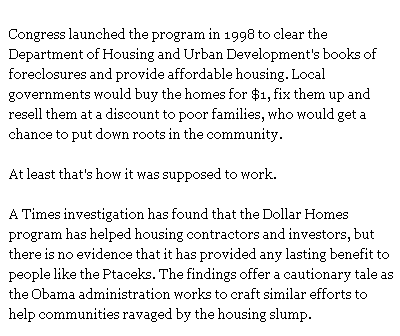 Congress launched the program in 1998 to clear the
Department of Housing and Urban Development's books of
foreclosures and provide affordable housing. Local
governments would buy the homes for $1, fix them up and
resell them at a discount to poor families, who would get a
chance to put down roots in the community.
At least that's how it was supposed to work.
A Times investigation has found that the Dollar Homes
program has helped housing contractors and investors, but
there is no evidence that it has provided any lasting benefit to
people like the Ptaceks. The findings offer a cautionary tale as
the Obama administration works to craft similar efforts to
help communities ravaged by the housing slump.